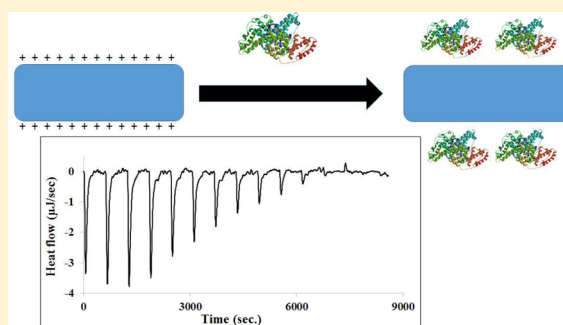 + + + + + + + + + + + +
+ + + + + + + + + + + +
Heat flow (µJ/sec)
0
-1
-2
-3
-4
0 3000 6000 9000
Time (sec.)